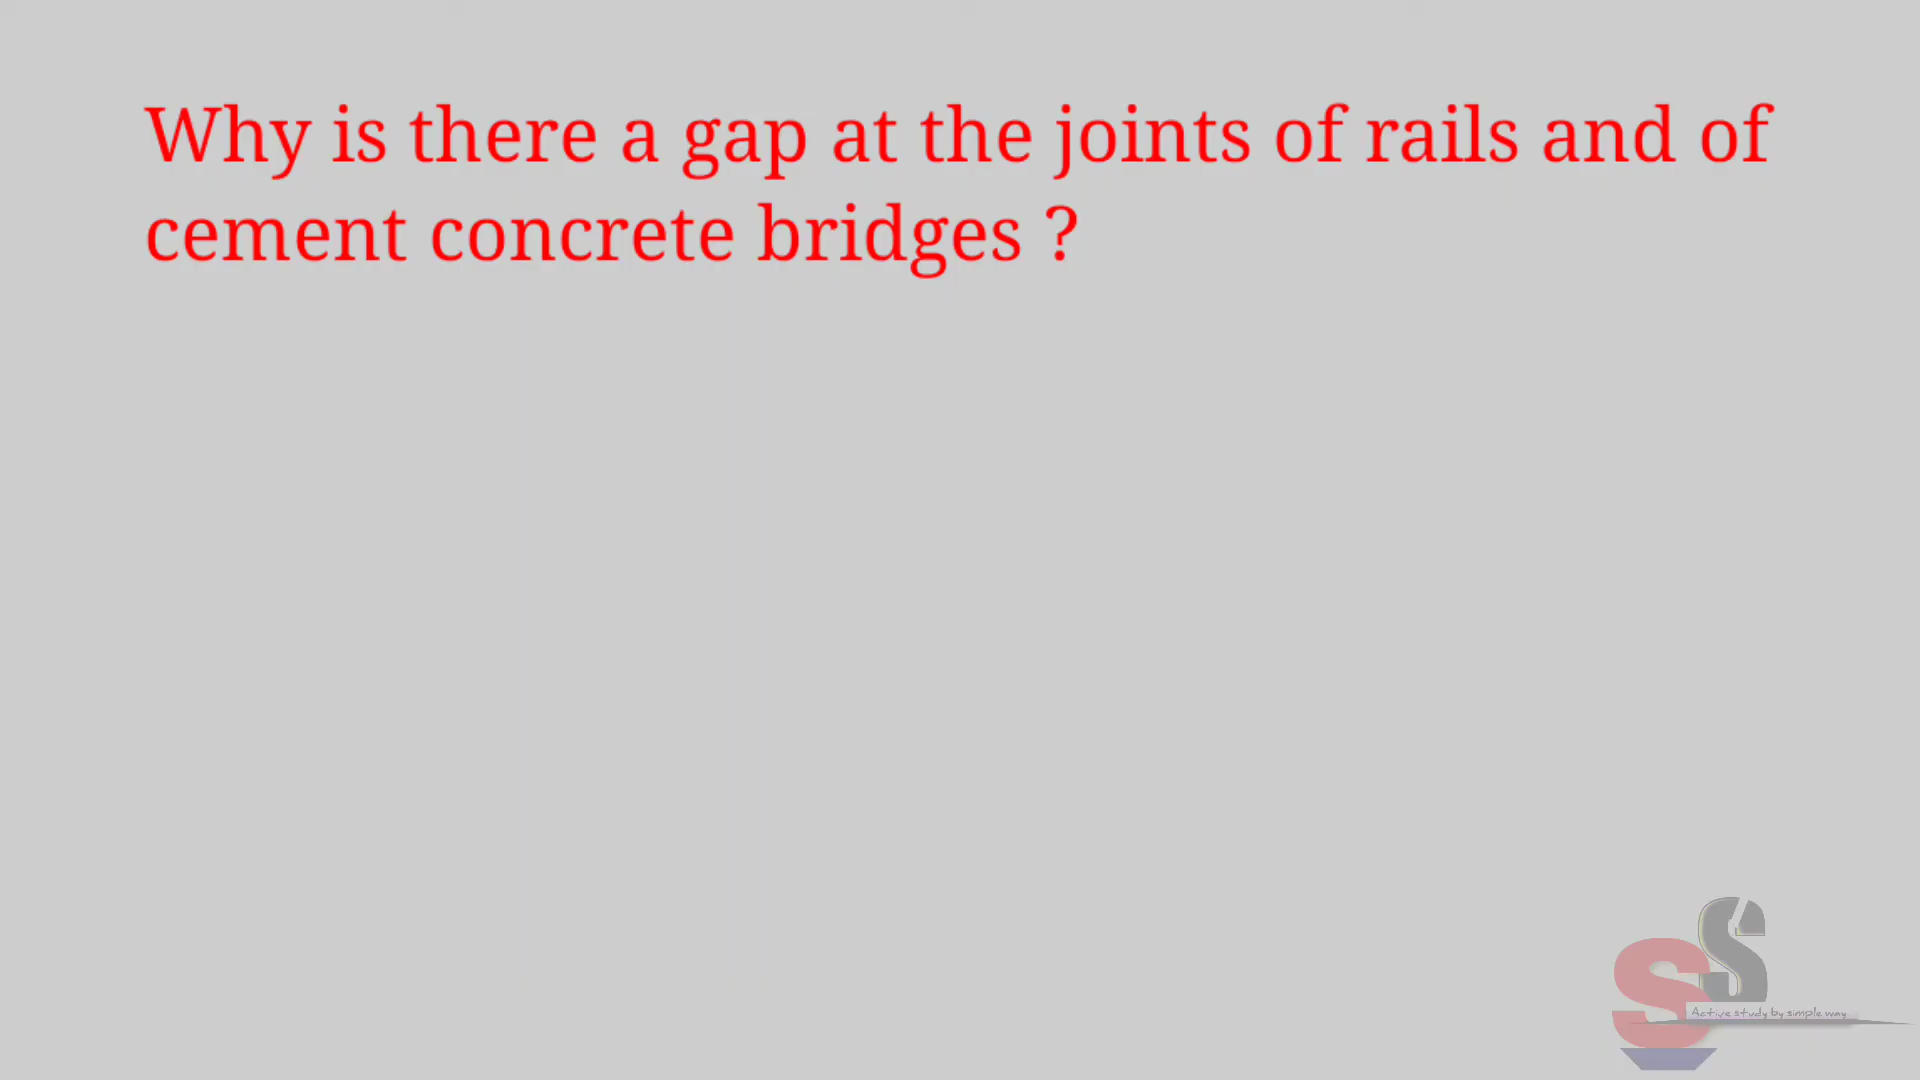 Why is there a gap at the joints of rails and of
cement concrete bridges ?
SS
Active study by simple way